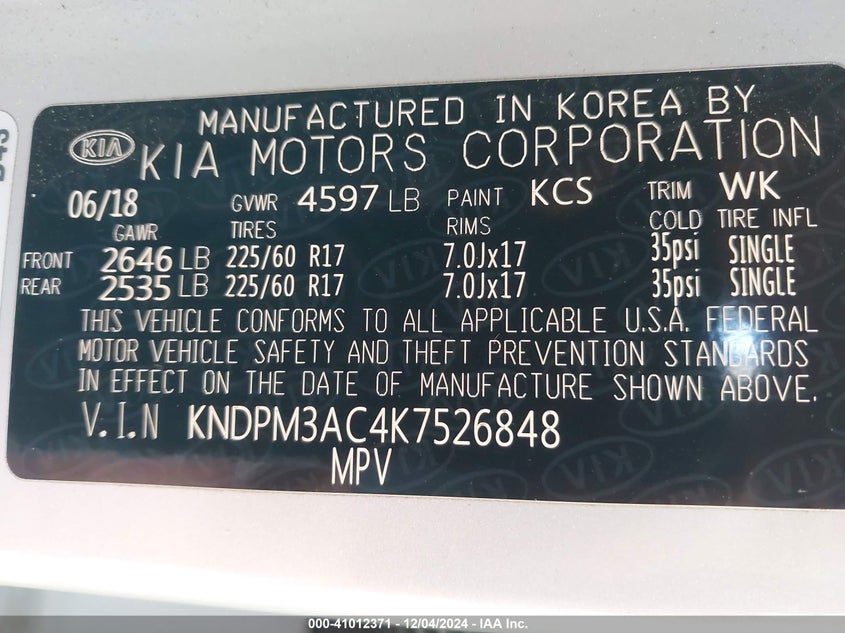 MANUFACTURED IN KOREA BY
KIA KIA MOTORS CORPORATION
06/18 GVWR 4597 LB PAINT KCS TRIM WK
GAWR TIRES RIMS COLD TIRE INFL
FRONT 2646 LB 225/60 R17 7.0Jx17 35psi SINGLE
REAR 2535 LB 225/60 R17 7.0Jx17 35psi SINGLE
THIS VEHICLE CONFORMS TO ALL APPLICABLE U.S.A. FEDERAL
MOTOR VEHICLE SAFETY AND THEFT PREVENTION STANDARDS
IN EFFECT ON THE DATE OF MANUFACTURE SHOWN ABOVE.
V.I.N KNDPM3AC4K7526848
MPV
000-41012371 - 12/04/2024 - IAA Inc.